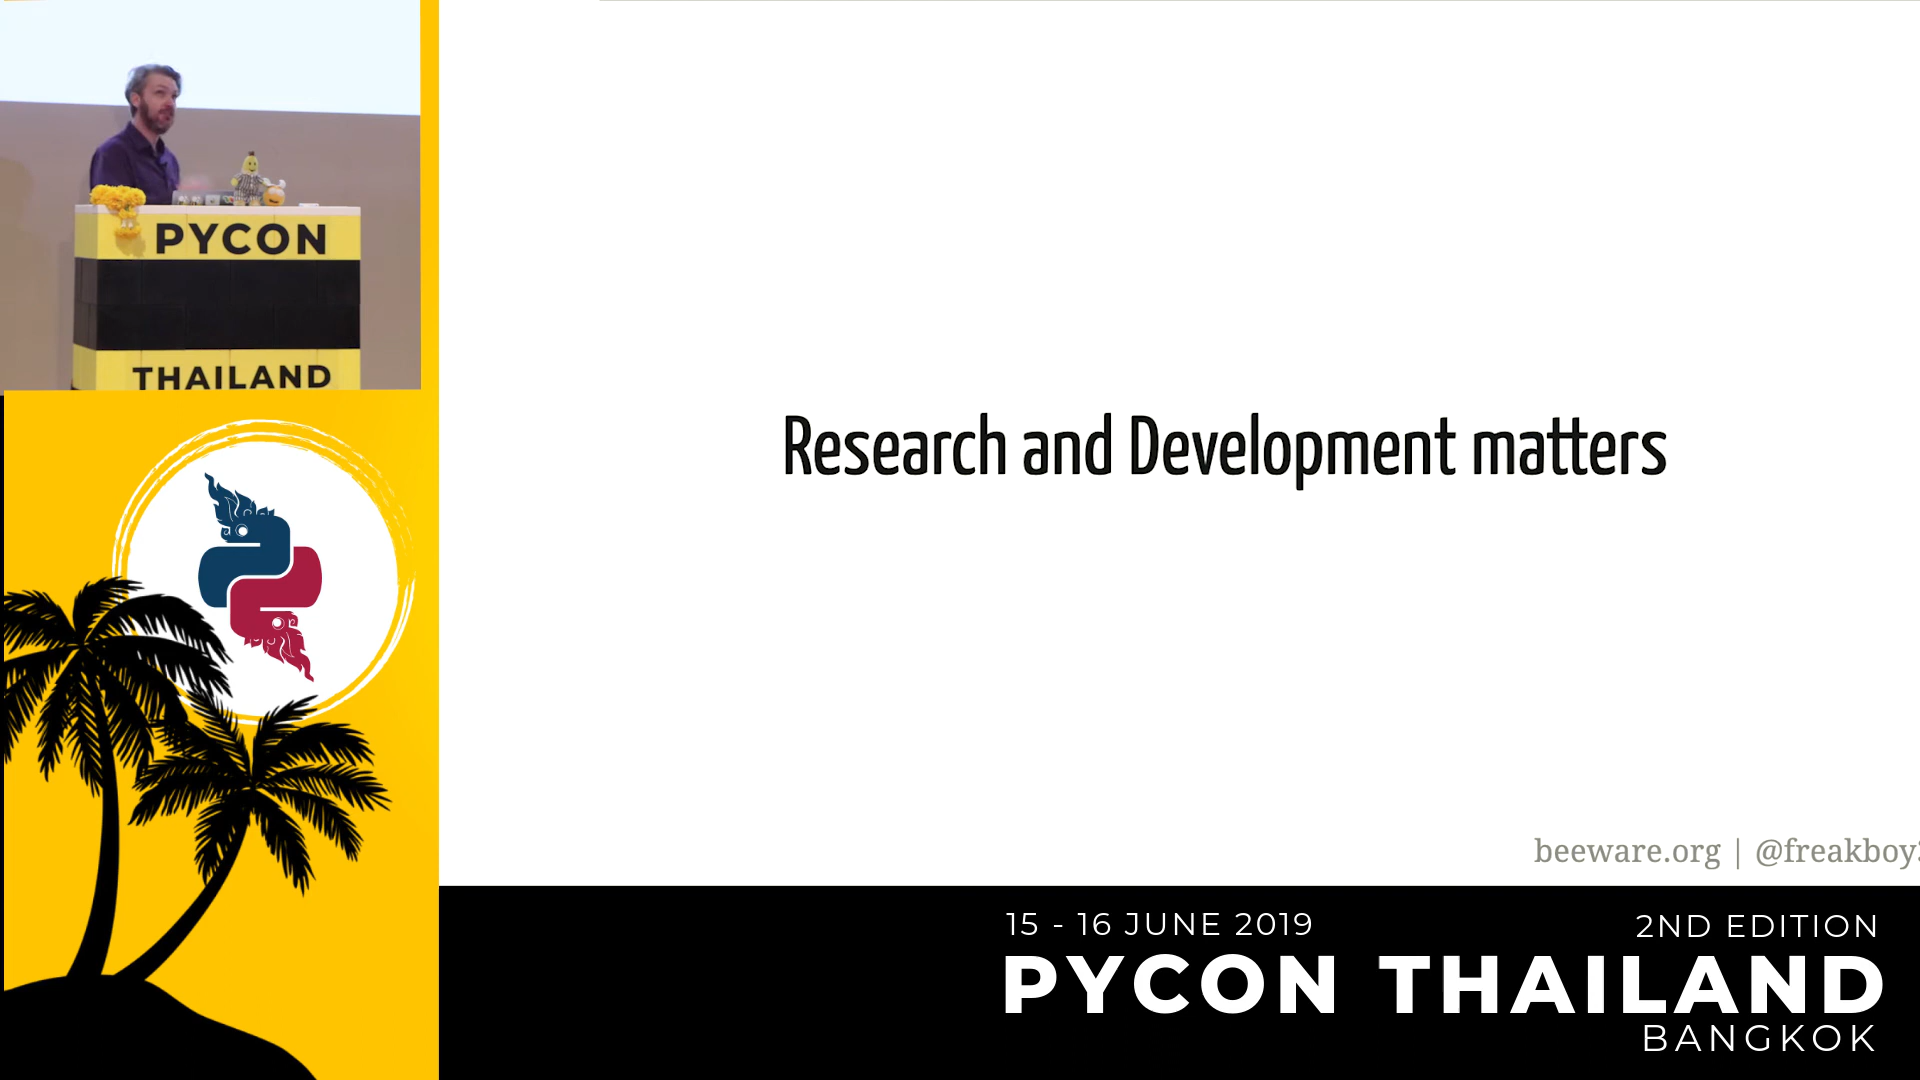 PYCON
THAILAND
Research and Development matters
beeware.org | @freakboy
15 - 16 JUNE 2019
2ND EDITION
PYCON THAILAND
BANGKOK